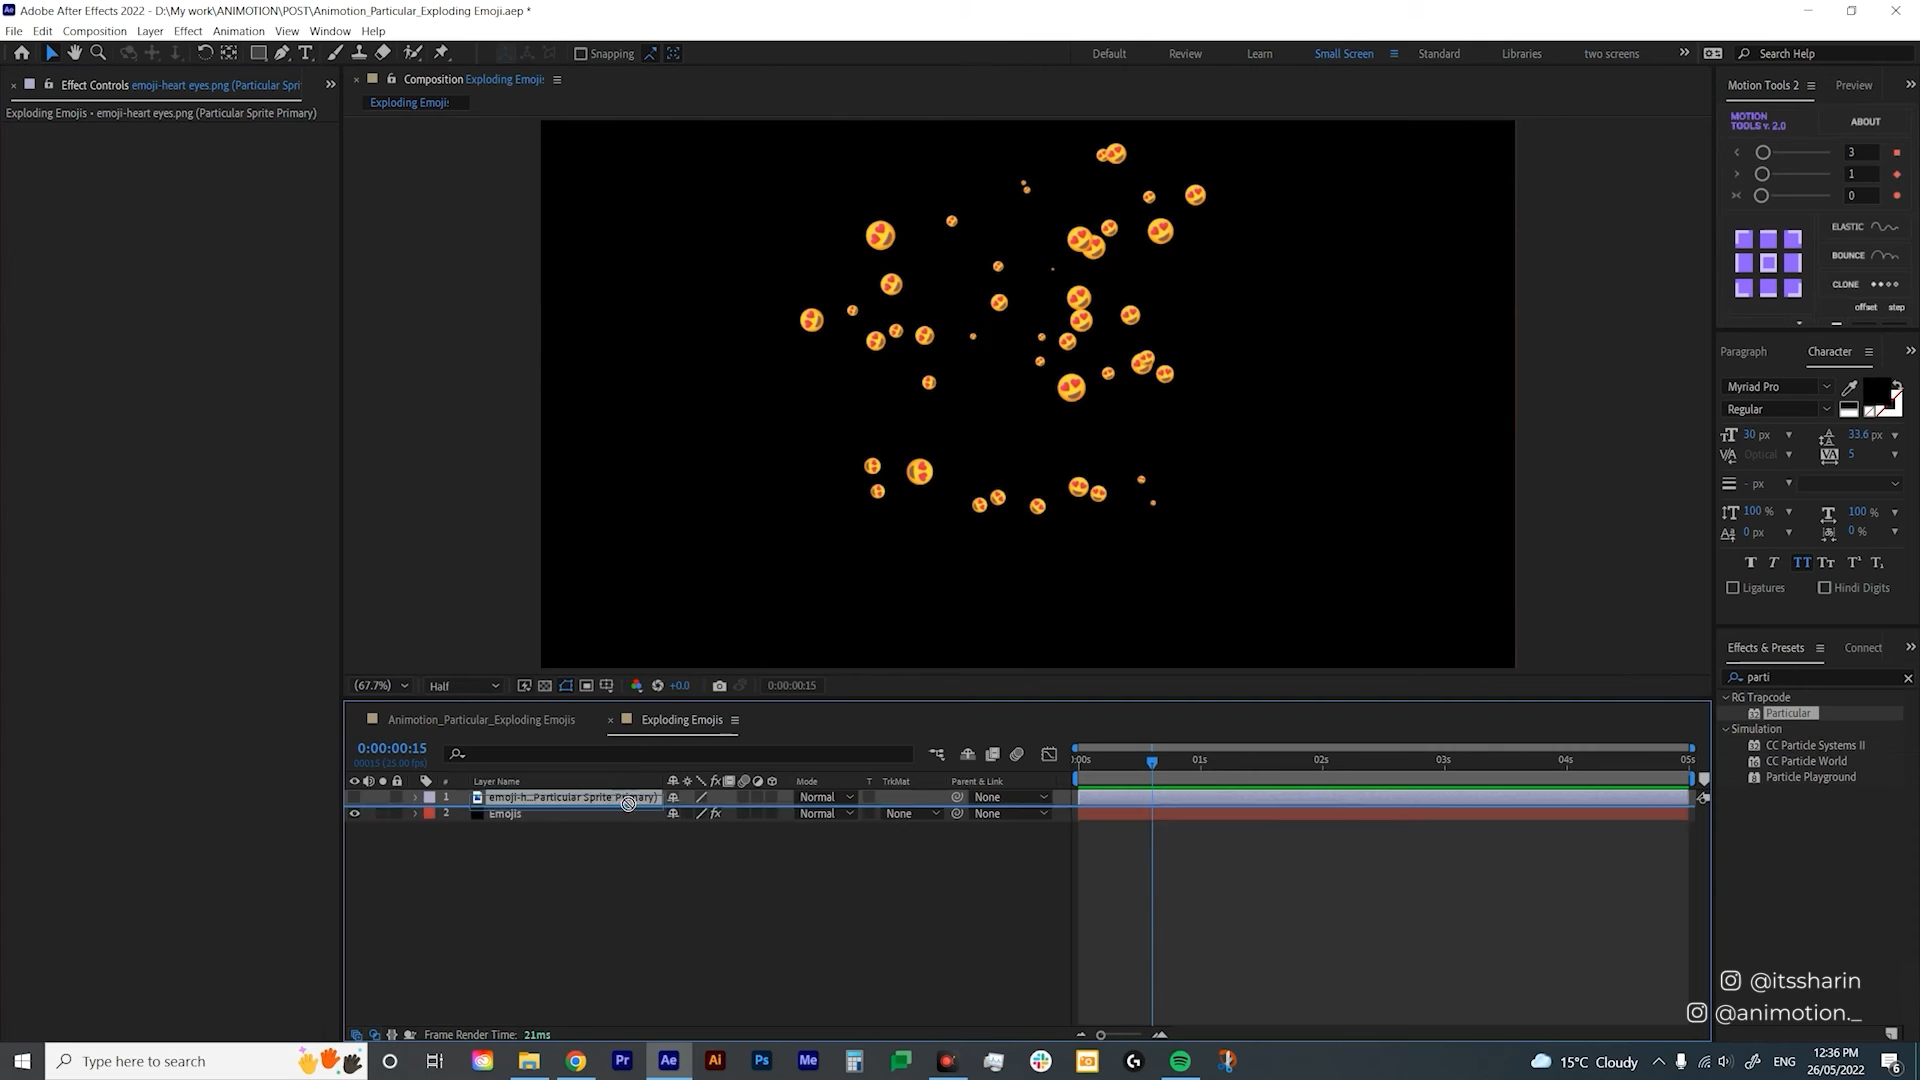 Adobe After Effects 2022 - D:\My work\ANIMOTION\POST\Animotion_Particular_Exploding Emoji.aep *
File Edit Composition Layer Effect Animation View Window Help
Snapping Default Review Learn Small Screen Standard Libraries two screens Search Help
Effect Controls emoji-heart eyes.png (Particular Spri
Exploding Emojis • emoji-heart eyes.png (Particular Sprite Primary)
Composition Exploding Emojis
Exploding Emojis
Motion Tools 2 Preview
MOTION TOOLS v. 2.0 ABOUT
3
1
0
ELASTIC
BOUNCE
CLONE
offset step
Paragraph Character
Myriad Pro
Regular
30 px 33.6 px
Optical 5
- px
100 % 100 %
0 px 0 %
Ligatures Hindi Digits
Effects & Presets Connect
parti
RG Trapcode
Particular
Simulation
CC Particle Systems II
CC Particle World
Particle Playground
(67.7%) Half +0.0 0:00:00:15
Animotion_Particular_Exploding Emojis Exploding Emojis
0:00:00:15
00015 (25.00 fps)
# Layer Name Mode T TrkMat Parent & Link
):00s 01s 02s 03s 04s 05s
1 emoji-h...Particular Sprite Primary) Normal None
2 Emojis Normal None None
Frame Render Time: 21ms
@itssharin
@animotion._
Type here to search
15°C Cloudy ENG 12:36 PM
26/05/2022
6